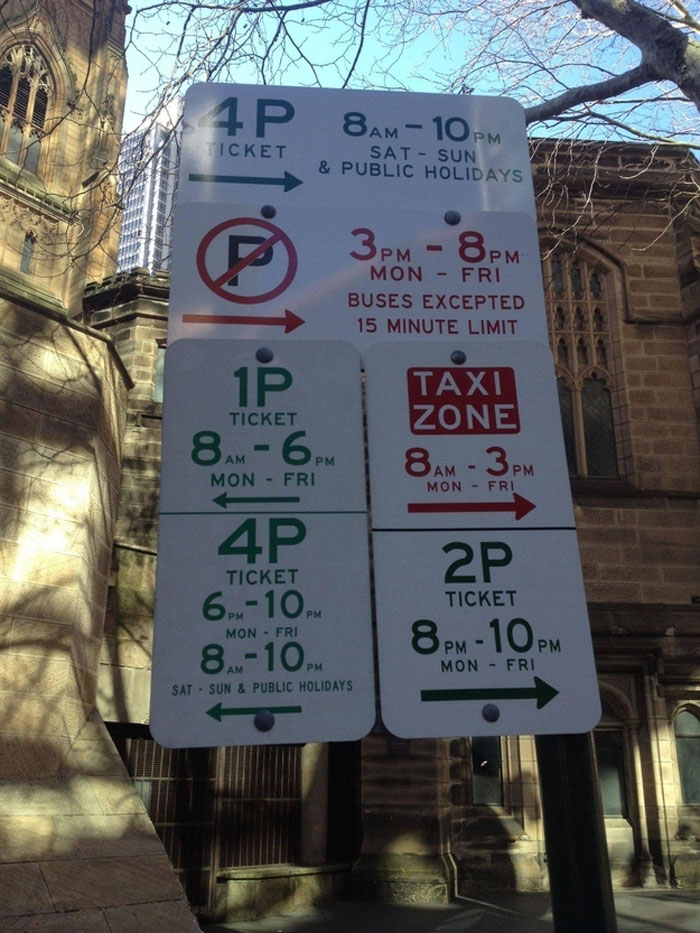 4P
TICKET
8AM - 10PM
SAT - SUN
& PUBLIC HOLIDAYS
P
3PM - 8PM
MON - FRI
BUSES EXCEPTED
15 MINUTE LIMIT
1P
TICKET
8AM - 6PM
MON - FRI
4P
TICKET
6PM - 10PM
MON - FRI
8AM - 10PM
SAT - SUN & PUBLIC HOLIDAYS
TAXI
ZONE
8AM - 3PM
MON - FRI
2P
TICKET
8PM - 10PM
MON - FRI